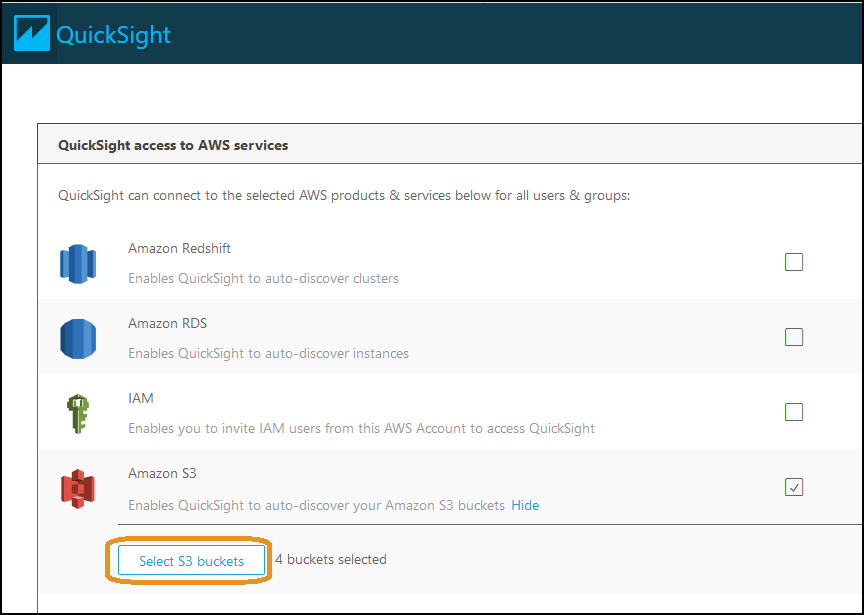 QuickSight
QuickSight access to AWS services
QuickSight can connect to the selected AWS products & services below for all users & groups:
Amazon Redshift
Enables QuickSight to auto-discover clusters
Amazon RDS
Enables QuickSight to auto-discover instances
IAM
Enables you to invite IAM users from this AWS Account to access QuickSight
Amazon S3
Enables QuickSight to auto-discover your Amazon S3 buckets Hide
Select S3 buckets 4 buckets selected